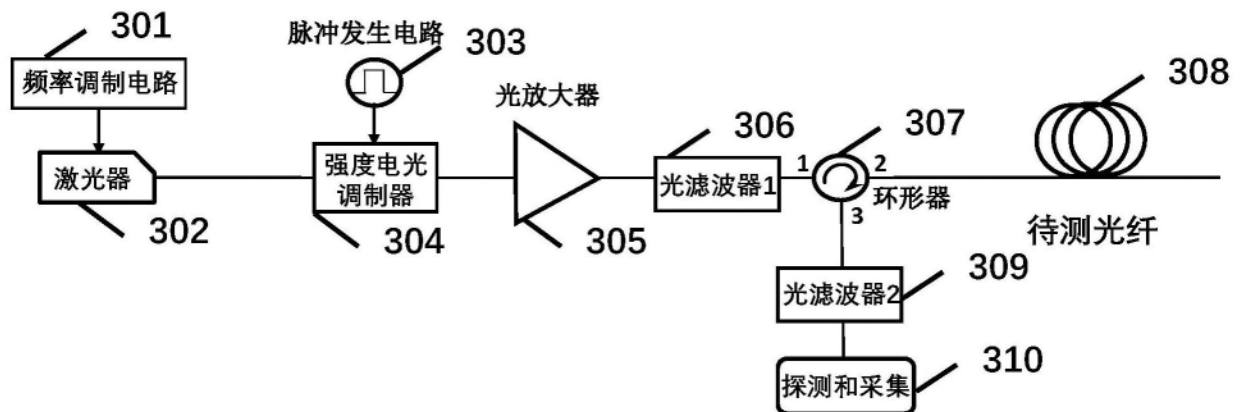 301
频率调制电路
激光器
302
脉冲发生电路
303
强度电光
调制器
304
光放大器
305
306
光滤波器1
307
1
2
3
环形器
308
待测光纤
309
光滤波器2
310
探测和采集